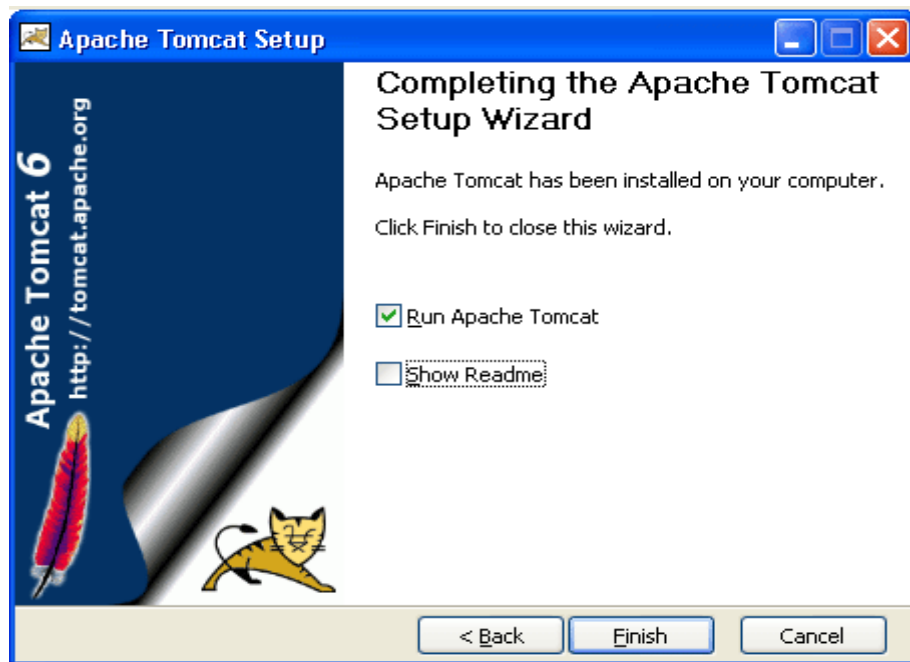 Apache Tomcat Setup
Apache Tomcat 6
http://tomcat.apache.org
Completing the Apache Tomcat
Setup Wizard
Apache Tomcat has been installed on your computer.
Click Finish to close this wizard.
Run Apache Tomcat
Show Readme
< Back
Finish
Cancel